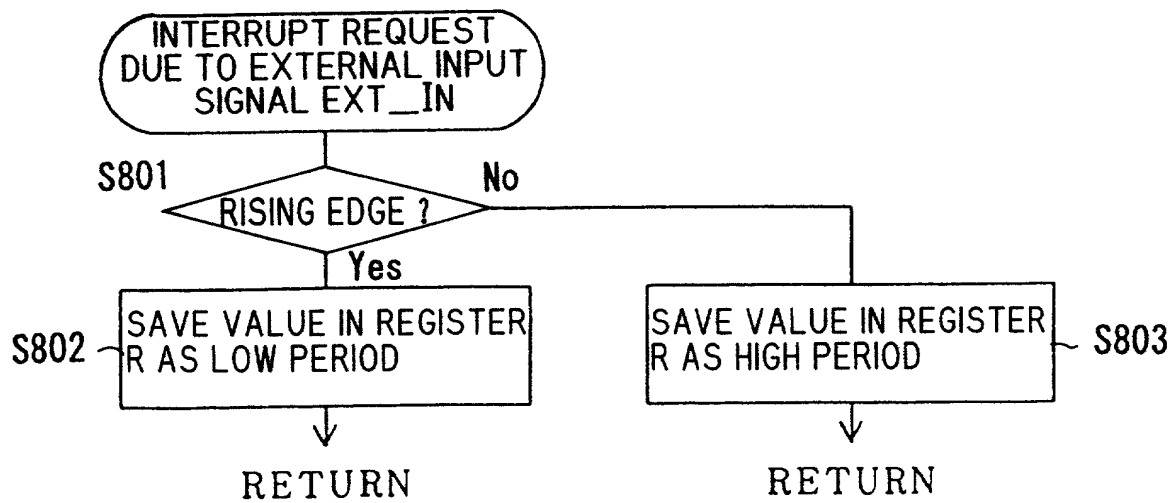 INTERRUPT REQUEST
DUE TO EXTERNAL INPUT
SIGNAL EXT__IN
S801
No
RISING EDGE ?
Yes
S802
SAVE VALUE IN REGISTER
R AS LOW PERIOD
SAVE VALUE IN REGISTER
R AS HIGH PERIOD
S803
RETURN
RETURN